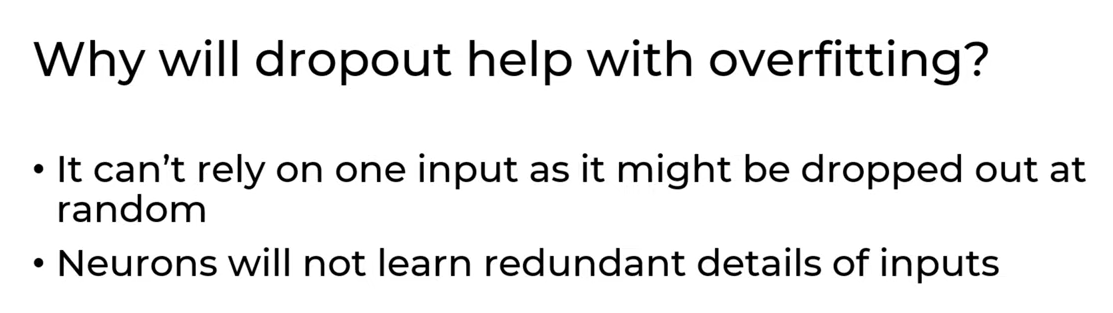 Why will dropout help with overfitting?
• It can’t rely on one input as it might be dropped out at
random
• Neurons will not learn redundant details of inputs